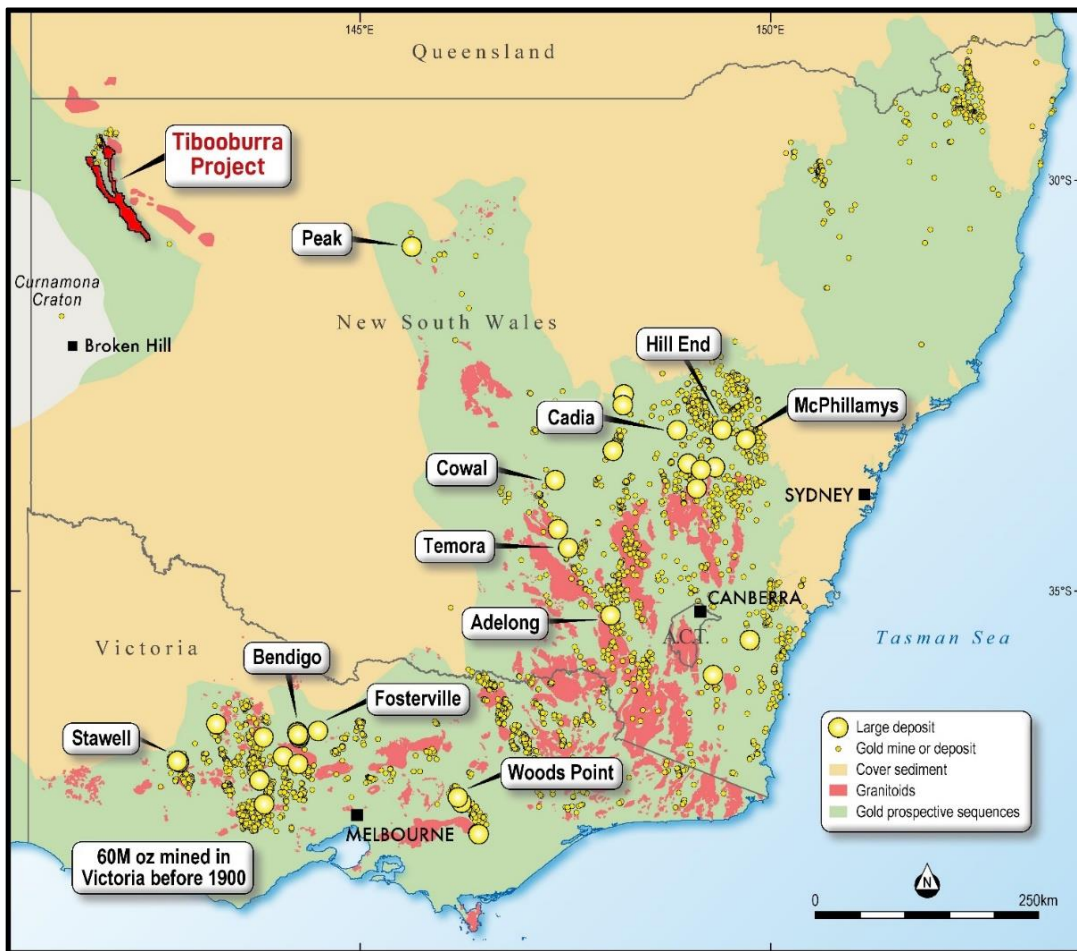 145°E
150°E
Queensland
Tibooburra
Project
30°S
Peak
Curnamona
Craton
New South Wales
Broken Hill
Hill End
McPhillamys
Cadia
Cowal
SYDNEY
Temora
CANBERRA
35°S
Adelong
A.C.T.
Tasman Sea
Victoria
Bendigo
Fosterville
Stawell
Woods Point
MELBOURNE
60M oz mined in
Victoria before 1900
Large deposit
Gold mine or deposit
Cover sediment
Granitoids
Gold prospective sequences
N
0
250km